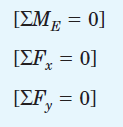 [ΣM_E = 0]
[ΣF_x = 0]
[ΣF_y = 0]